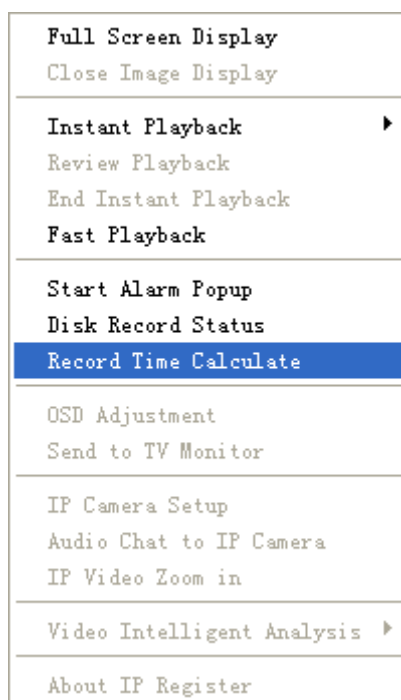 Full Screen Display
Close Image Display
Instant Playback
Review Playback
End Instant Playback
Fast Playback
Start Alarm Popup
Disk Record Status
Record Time Calculate
OSD Adjustment
Send to TV Monitor
IP Camera Setup
Audio Chat to IP Camera
IP Video Zoom in
Video Intelligent Analysis
About IP Register